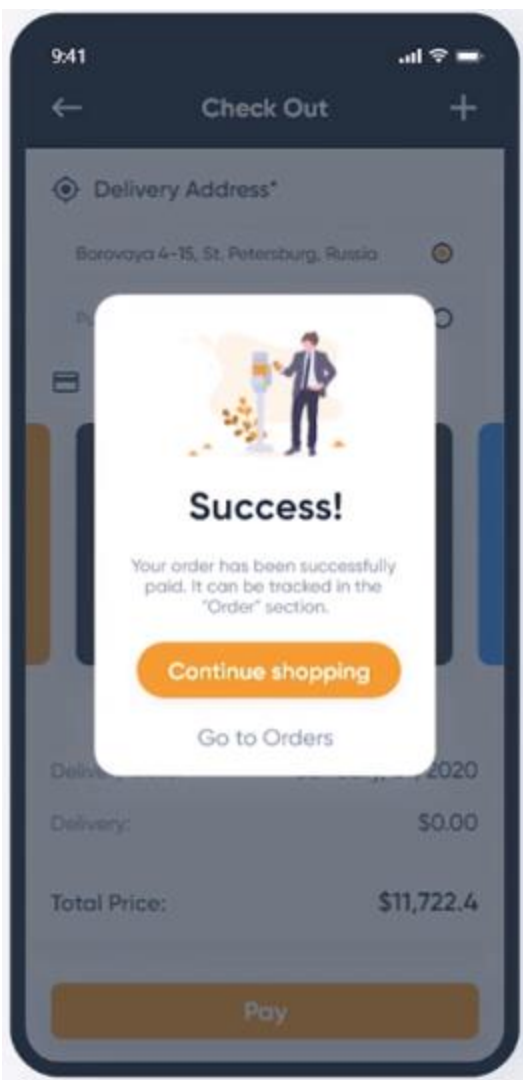 9:41
Check Out
Delivery Address*
Borovaya 4-15, St. Petersburg, Russia
Success!
Your order has been successfully
paid. It can be tracked in the
"Order" section.
Continue shopping
Go to Orders
2020
Delivery:
$0.00
Total Price:
$11,722.4
Pay